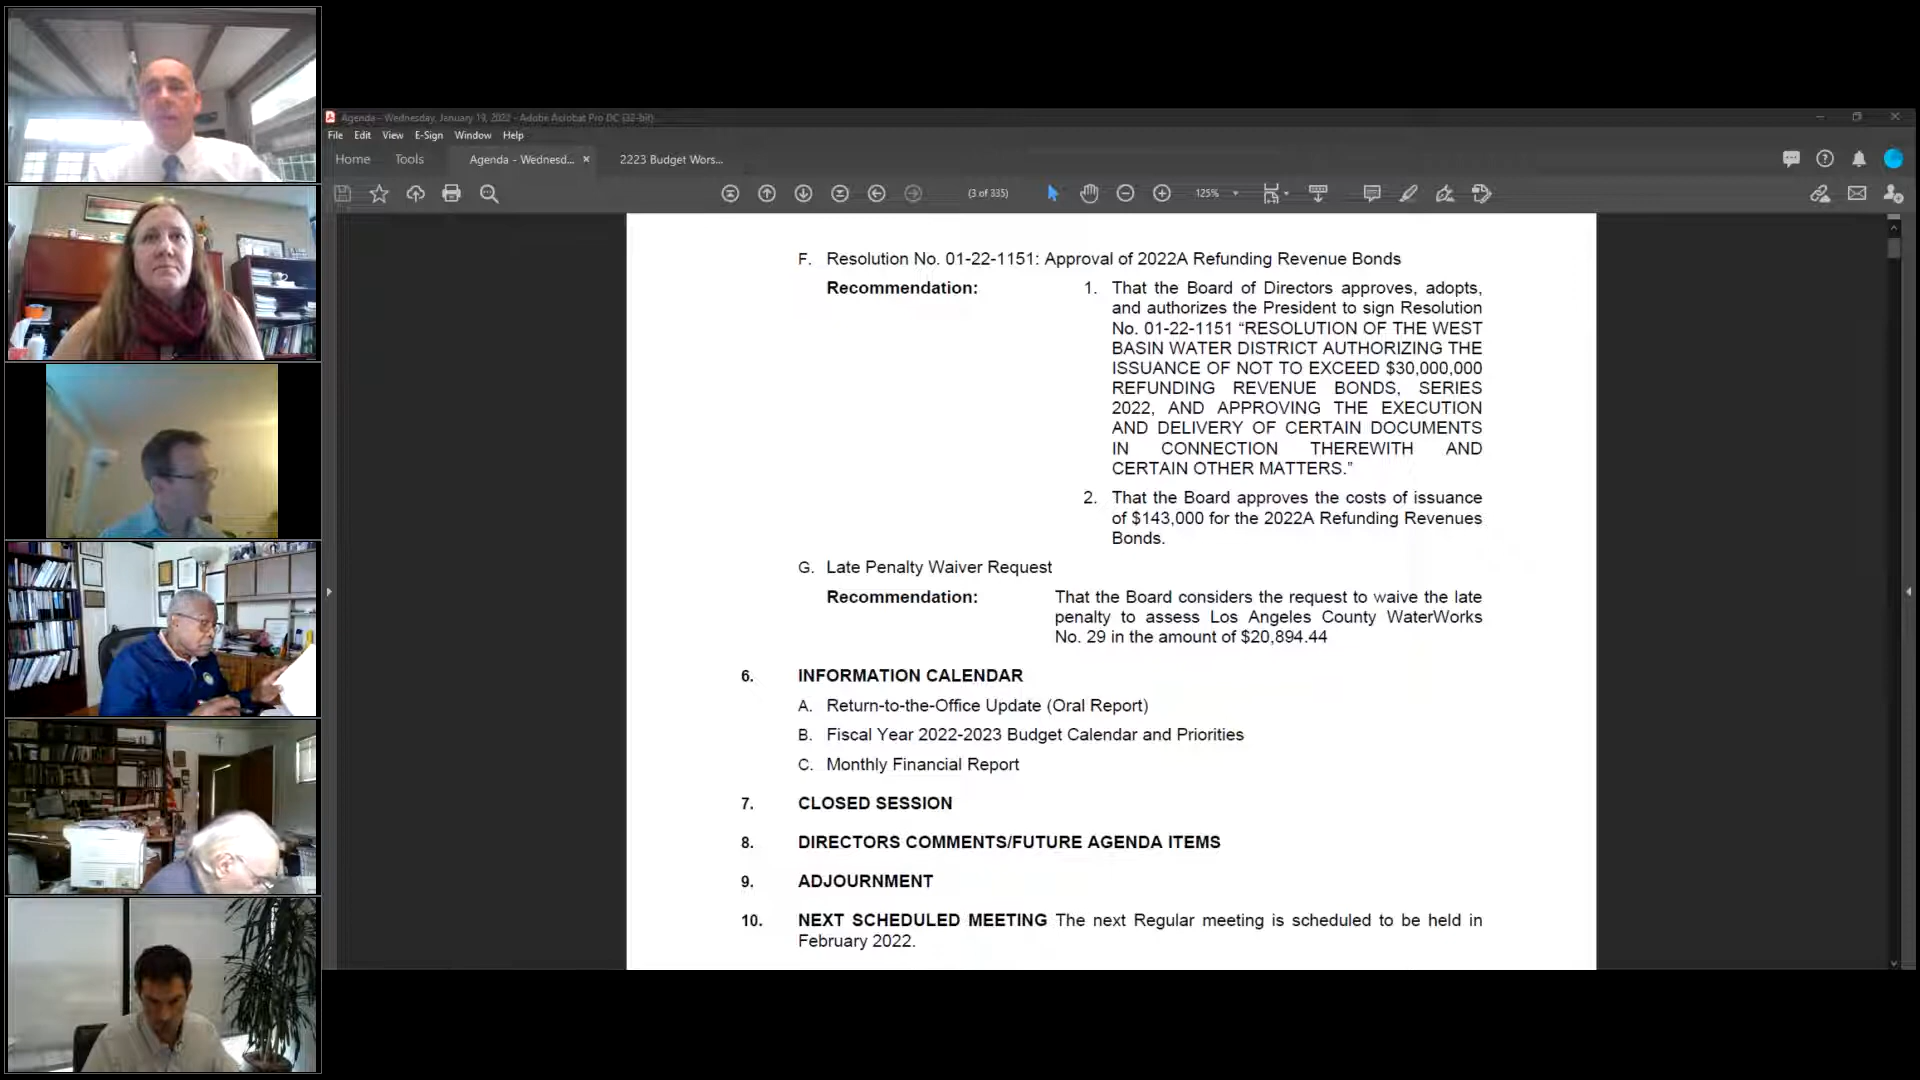 Agenda - Wednesday, January 19, 2022 - Adobe Acrobat Pro DC (32-bit)
File Edit View E-Sign Window Help
Home Tools Agenda - Wednesd... × 2223 Budget Wors...
(3 of 335) 125%
F. Resolution No. 01-22-1151: Approval of 2022A Refunding Revenue Bonds
Recommendation: 1. That the Board of Directors approves, adopts,
and authorizes the President to sign Resolution
No. 01-22-1151 “RESOLUTION OF THE WEST
BASIN WATER DISTRICT AUTHORIZING THE
ISSUANCE OF NOT TO EXCEED $30,000,000
REFUNDING REVENUE BONDS, SERIES
2022, AND APPROVING THE EXECUTION
AND DELIVERY OF CERTAIN DOCUMENTS
IN CONNECTION THEREWITH AND
CERTAIN OTHER MATTERS.”
2. That the Board approves the costs of issuance
of $143,000 for the 2022A Refunding Revenues
Bonds.
G. Late Penalty Waiver Request
Recommendation: That the Board considers the request to waive the late
penalty to assess Los Angeles County WaterWorks
No. 29 in the amount of $20,894.44
6. INFORMATION CALENDAR
A. Return-to-the-Office Update (Oral Report)
B. Fiscal Year 2022-2023 Budget Calendar and Priorities
C. Monthly Financial Report
7. CLOSED SESSION
8. DIRECTORS COMMENTS/FUTURE AGENDA ITEMS
9. ADJOURNMENT
10. NEXT SCHEDULED MEETING The next Regular meeting is scheduled to be held in
February 2022.